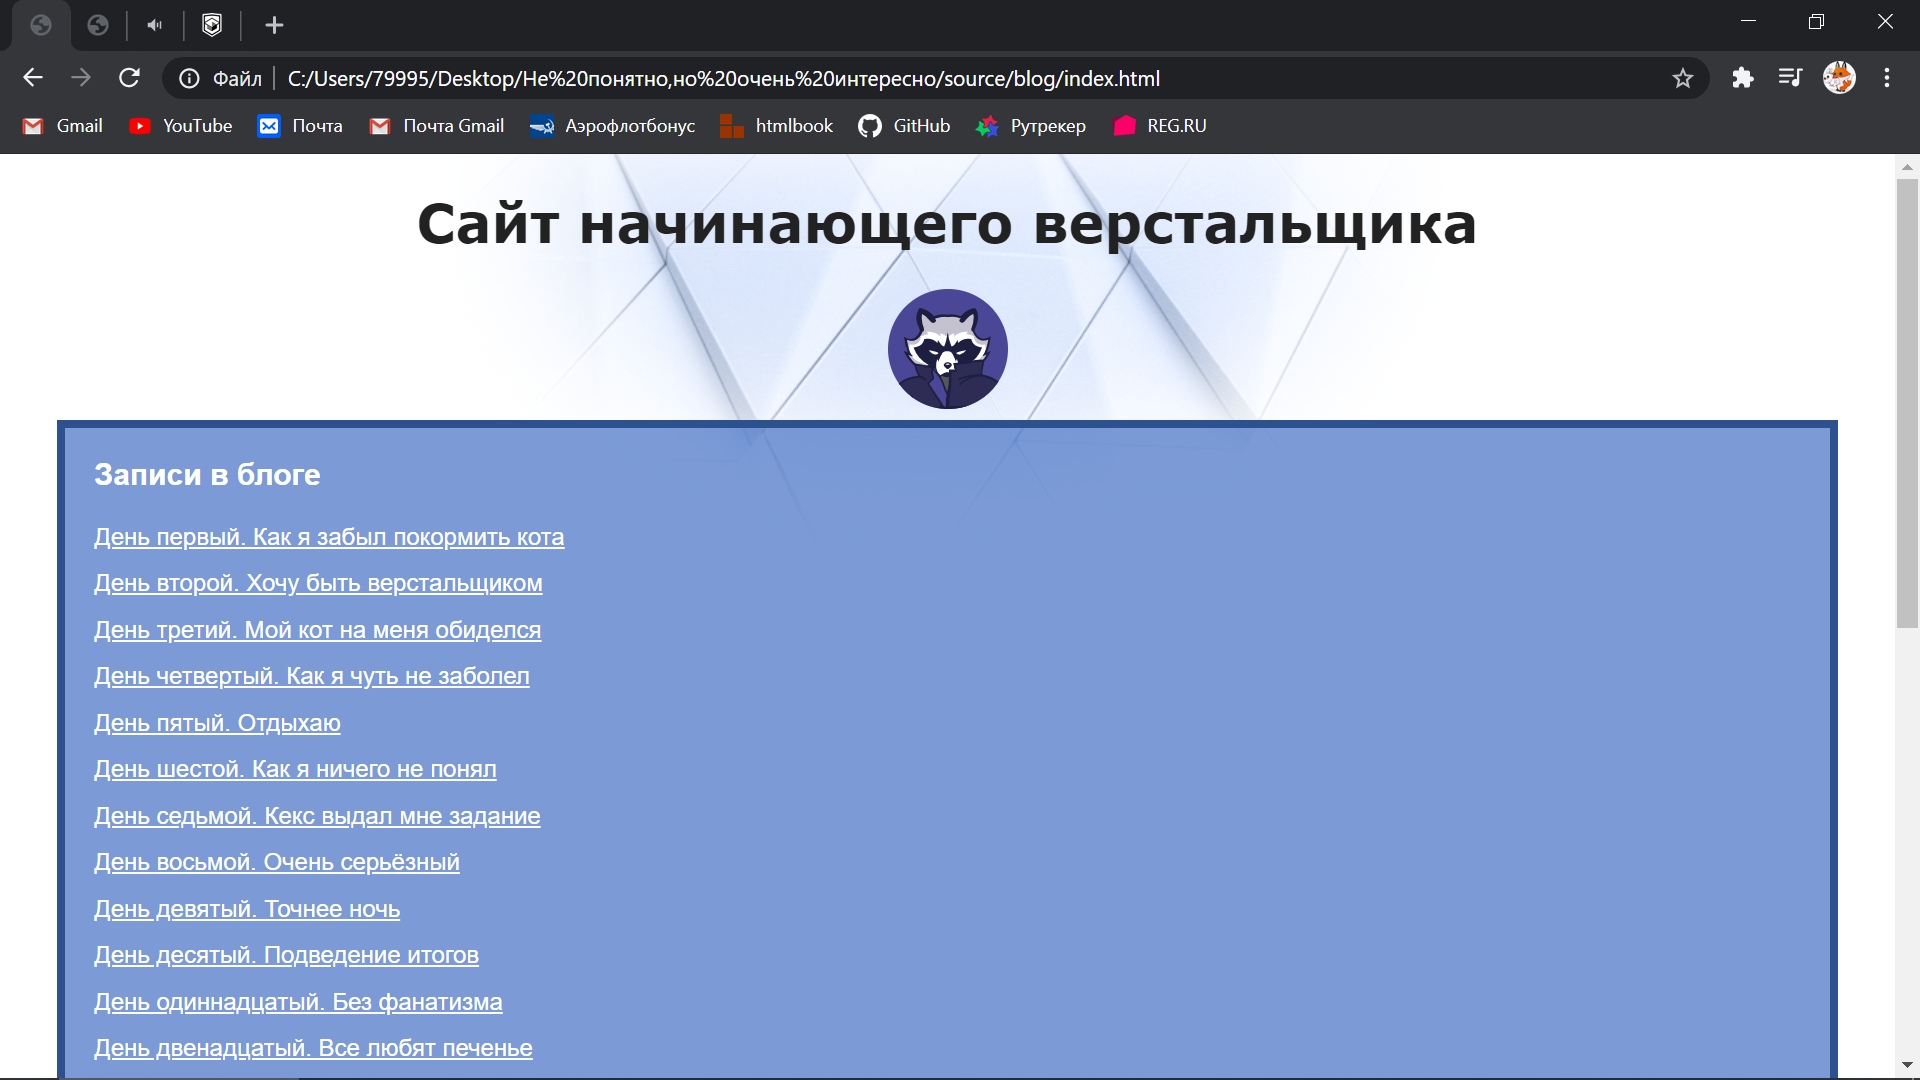 Файл
C:/Users/79995/Desktop/Не%20понятно,но%20очень%20интересно/source/blog/index.html
Gmail YouTube Почта Почта Gmail Аэрофлотбонус htmlbook GitHub Рутрекер REG.RU
Сайт начинающего верстальщика
Записи в блоге
День первый. Как я забыл покормить кота
День второй. Хочу быть верстальщиком
День третий. Мой кот на меня обиделся
День четвертый. Как я чуть не заболел
День пятый. Отдыхаю
День шестой. Как я ничего не понял
День седьмой. Кекс выдал мне задание
День восьмой. Очень серьёзный
День девятый. Точнее ночь
День десятый. Подведение итогов
День одиннадцатый. Без фанатизма
День двенадцатый. Все любят печенье